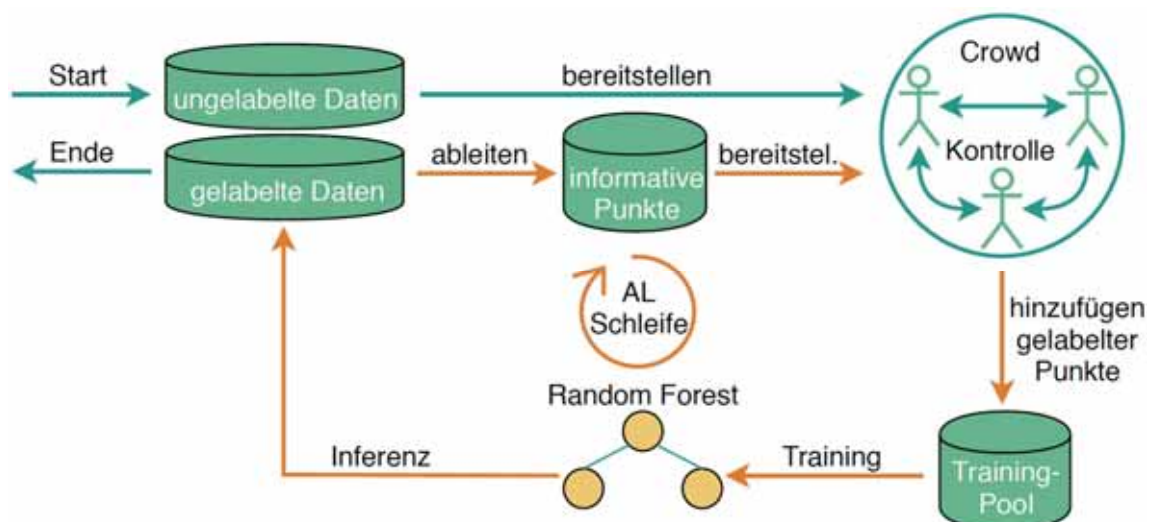 Start
ungelabelte Daten
bereitstellen
Crowd
Ende
gelabelte Daten
ableiten
informative
Punkte
bereitstel.
Kontrolle
AL
Schleife
hinzufügen
gelabelter
Punkte
Random Forest
Inferenz
Training
Training-
Pool